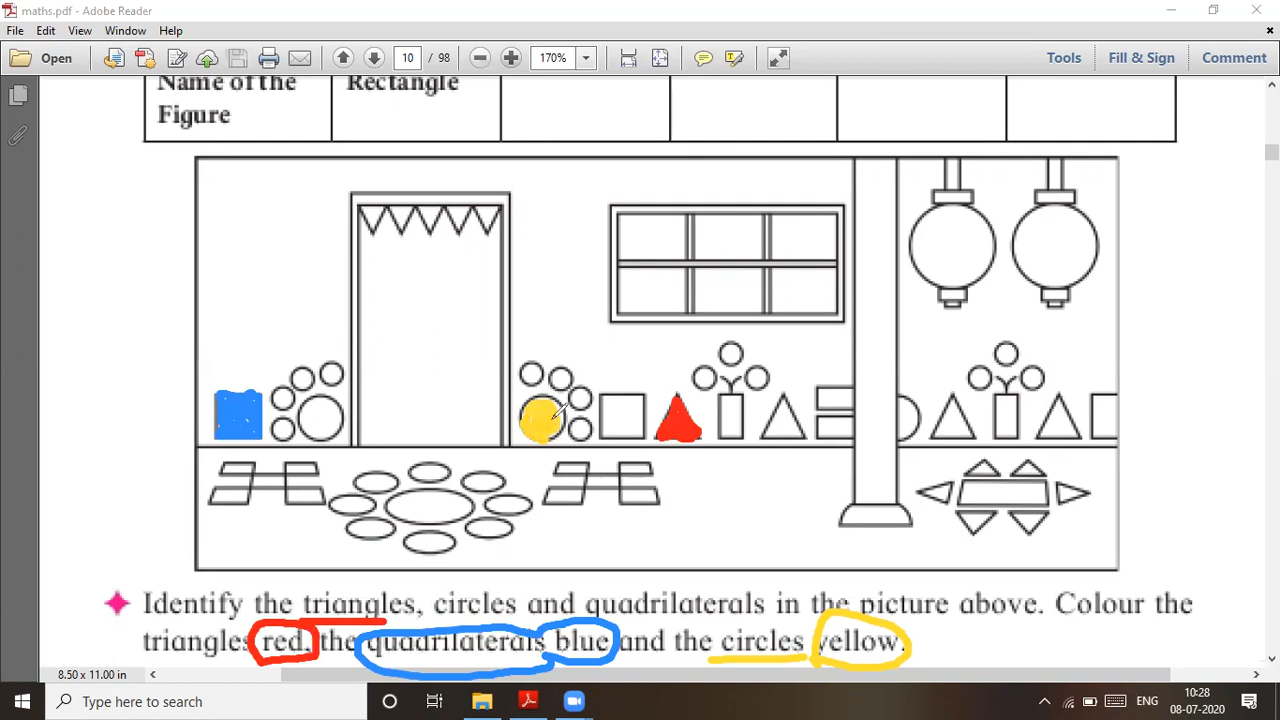 maths.pdf - Adobe Reader
File Edit View Window Help
Open 10 / 98 170% Tools Fill & Sign Comment
Name of the Rectangle
Figure
Identify the triangles, circles and quadrilaterals in the picture above. Colour the
triangles red, the quadrilaterals blue and the circles yellow.
8.50 x 11.00 in
Type here to search
ENG
10:28
08-07-2020